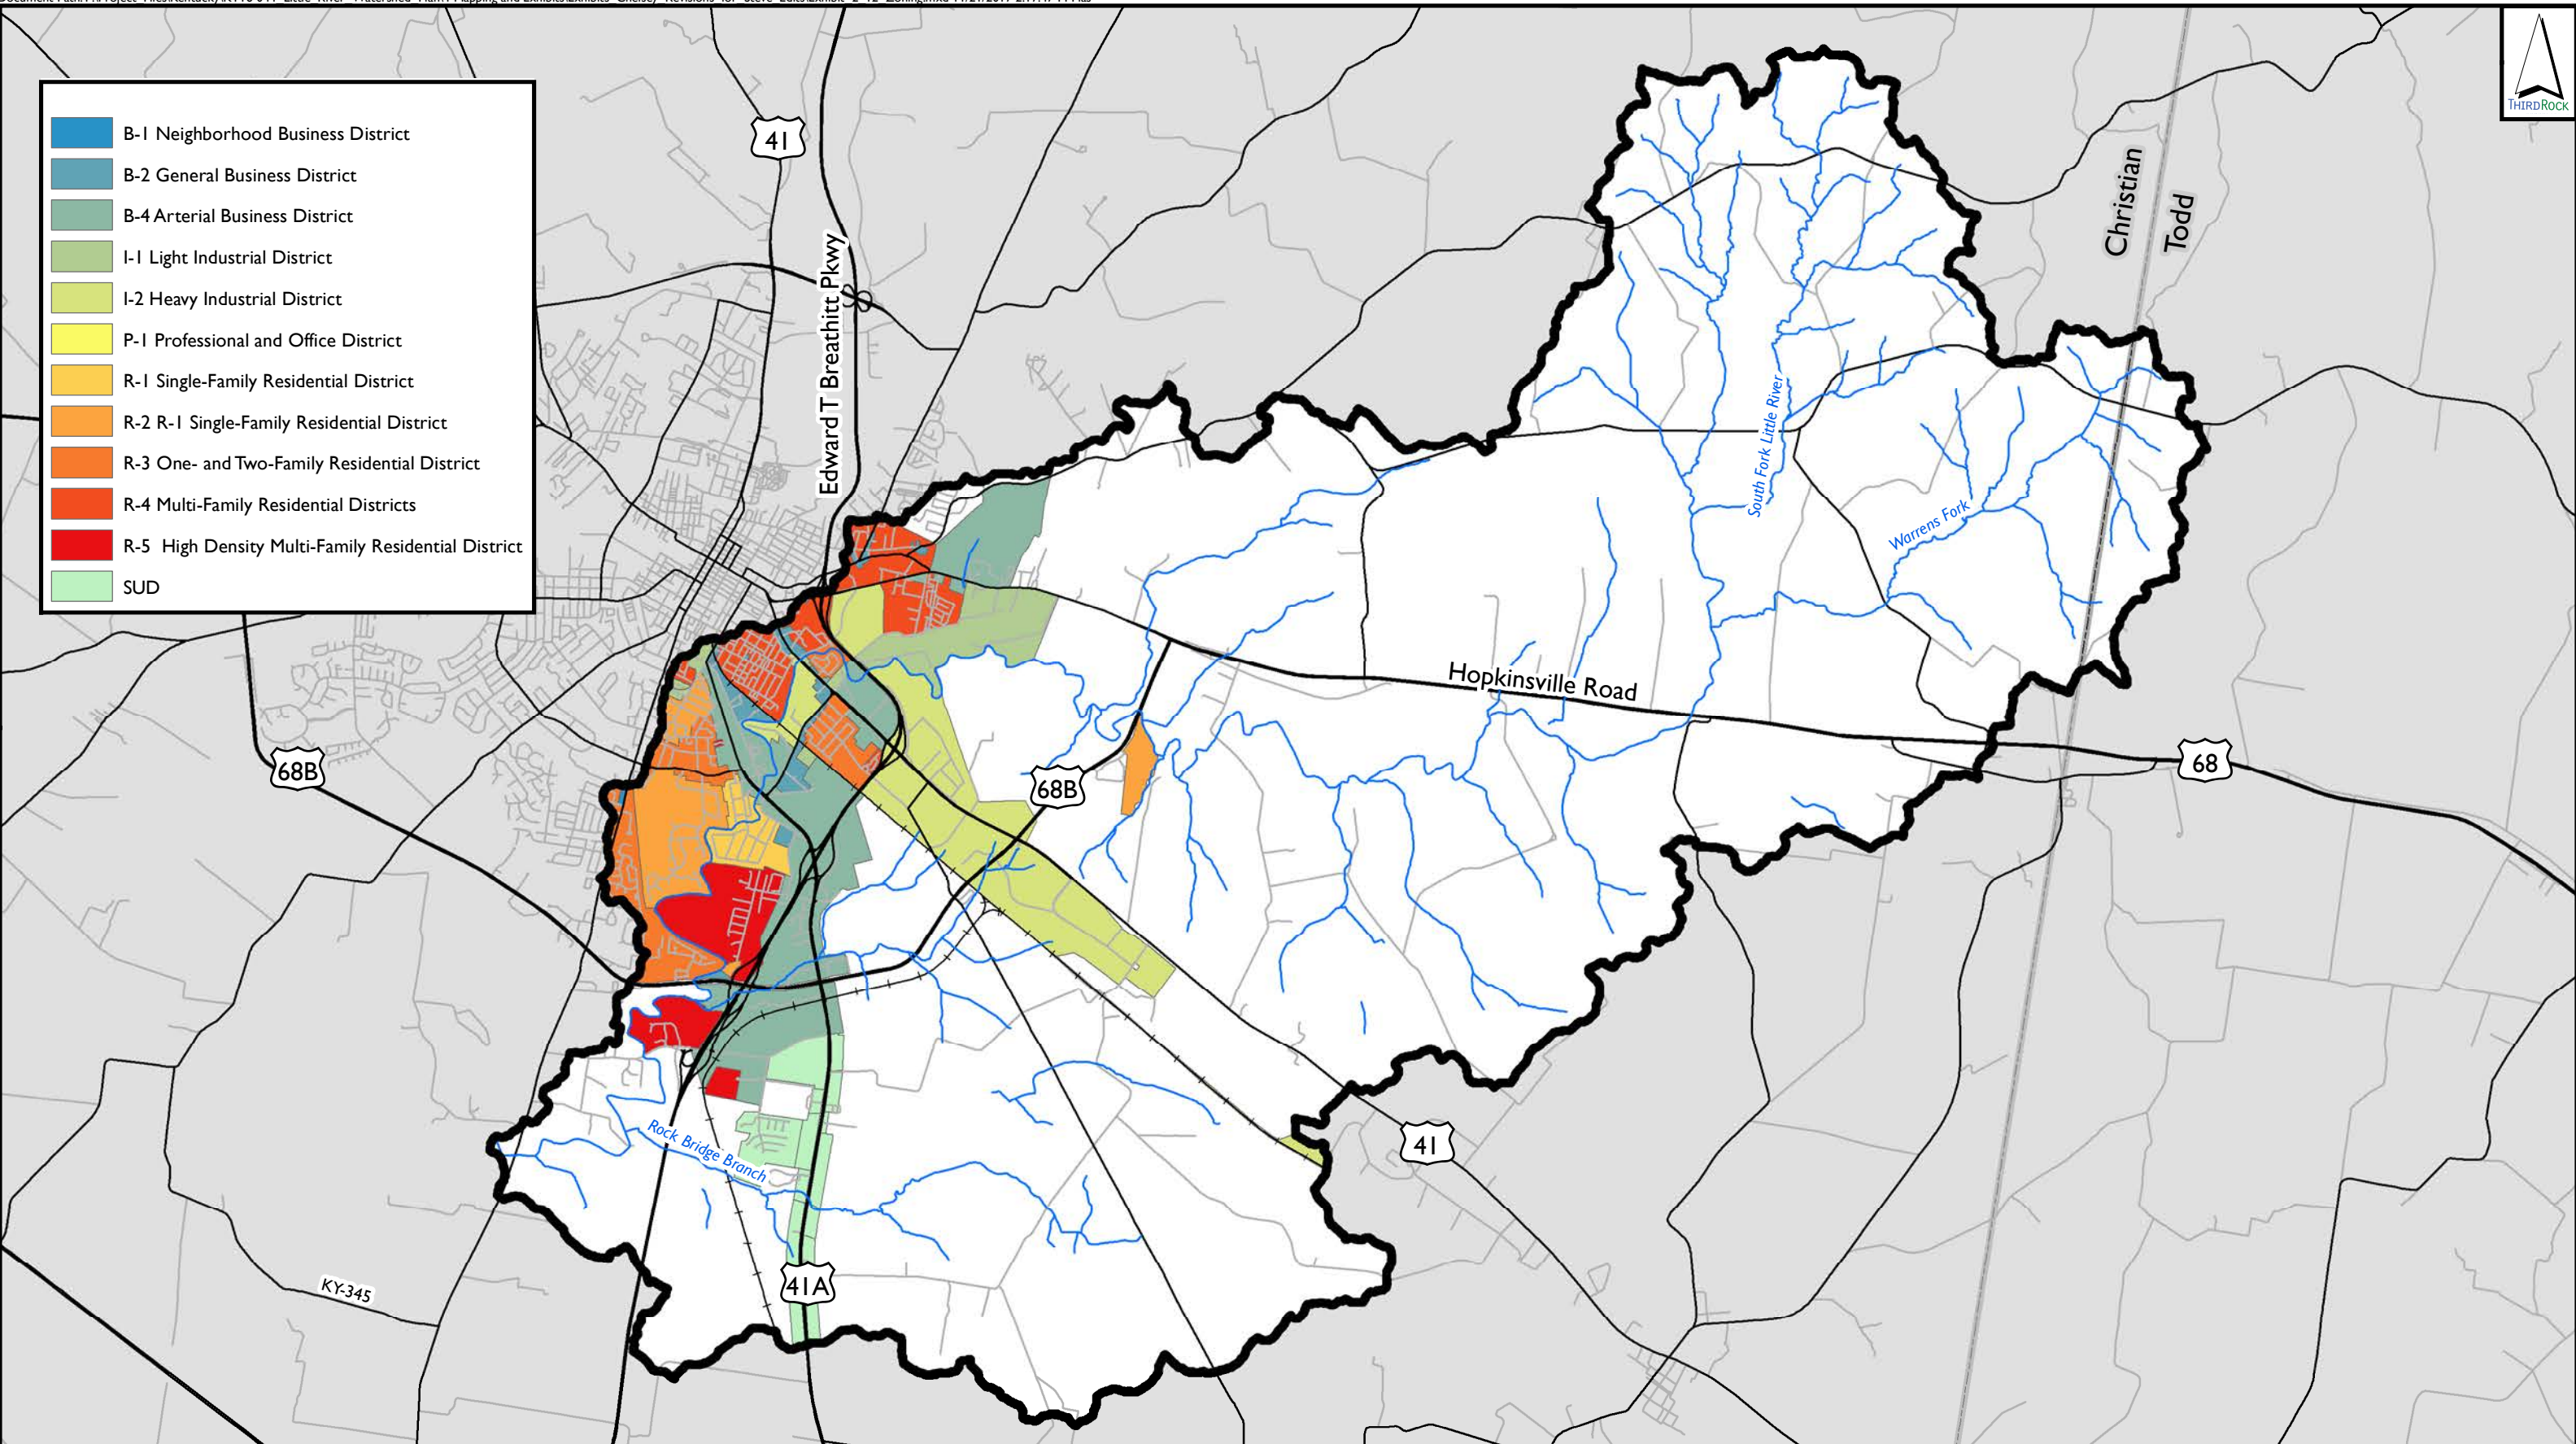 THIRDROCK
B-1 Neighborhood Business District
B-2 General Business District
B-4 Arterial Business District
I-1 Light Industrial District
I-2 Heavy Industrial District
P-1 Professional and Office District
R-1 Single-Family Residential District
R-2 R-1 Single-Family Residential District
R-3 One- and Two-Family Residential District
R-4 Multi-Family Residential Districts
R-5 High Density Multi-Family Residential District
SUD
41
Edward T Breathitt Pkwy
Christian
Todd
South Fork Little River
Warrens Fork
Hopkinsville Road
68B
68B
68
41
Rock Bridge Branch
41A
KY-345